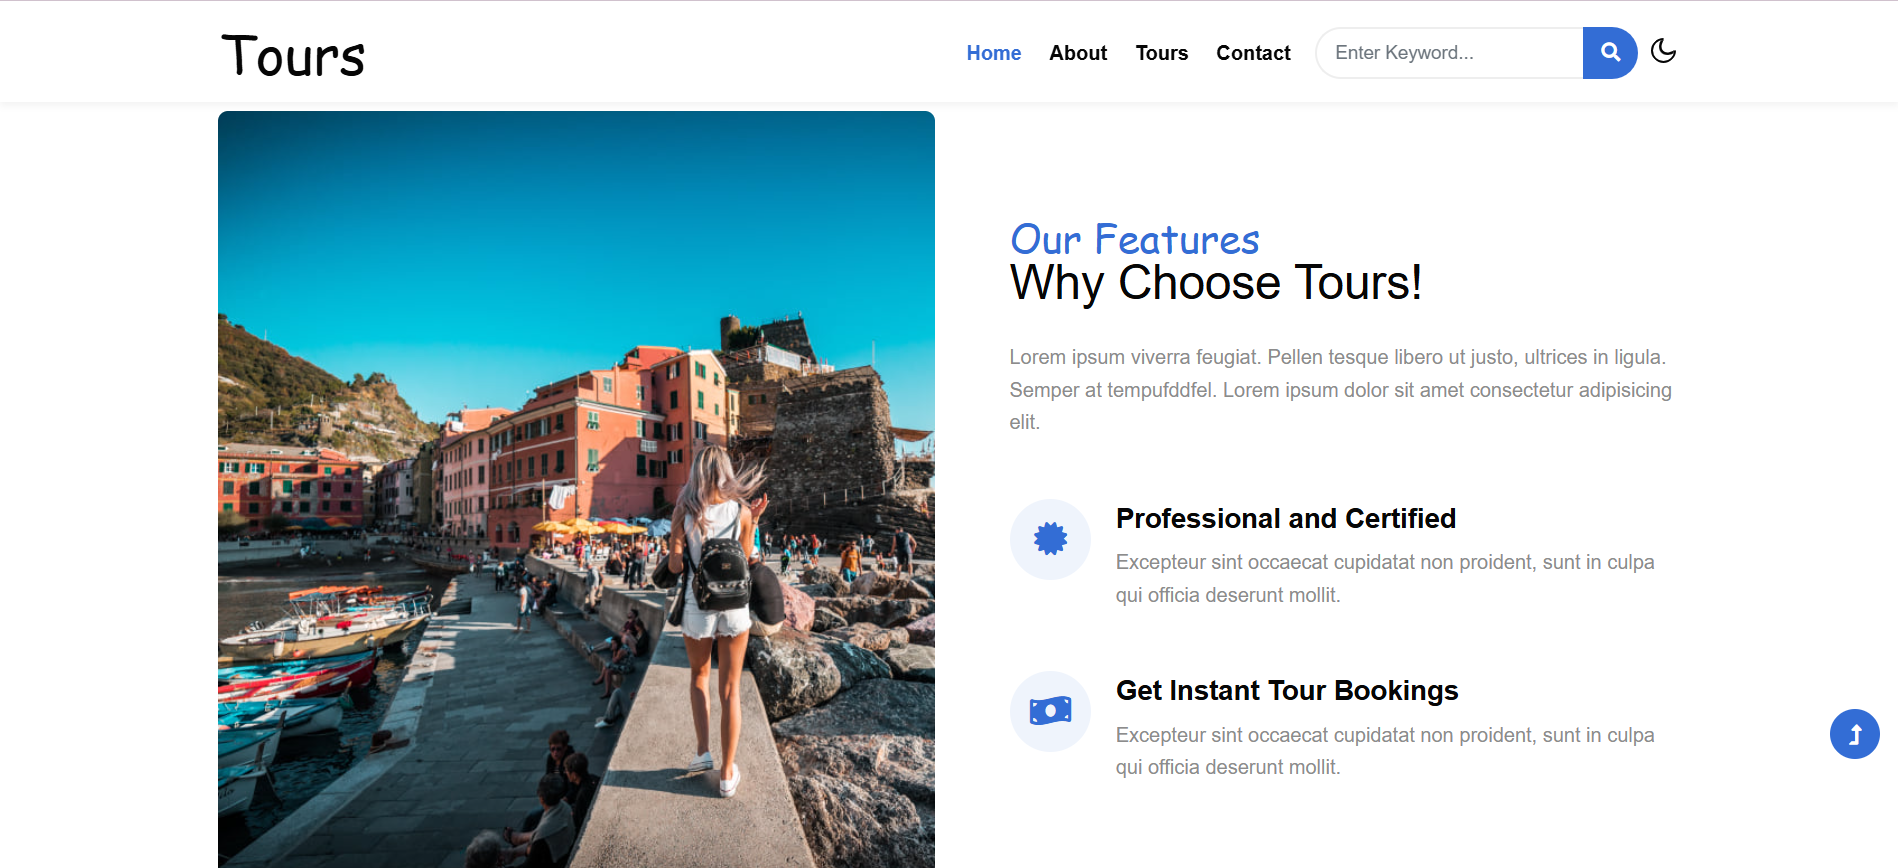 Tours
Home About Tours Contact Enter Keyword...
Our Features
Why Choose Tours!
Lorem ipsum viverra feugiat. Pellen tesque libero ut justo, ultrices in ligula.
Semper at tempufddfel. Lorem ipsum dolor sit amet consectetur adipisicing
elit.
Professional and Certified
Excepteur sint occaecat cupidatat non proident, sunt in culpa
qui officia deserunt mollit.
Get Instant Tour Bookings
Excepteur sint occaecat cupidatat non proident, sunt in culpa
qui officia deserunt mollit.